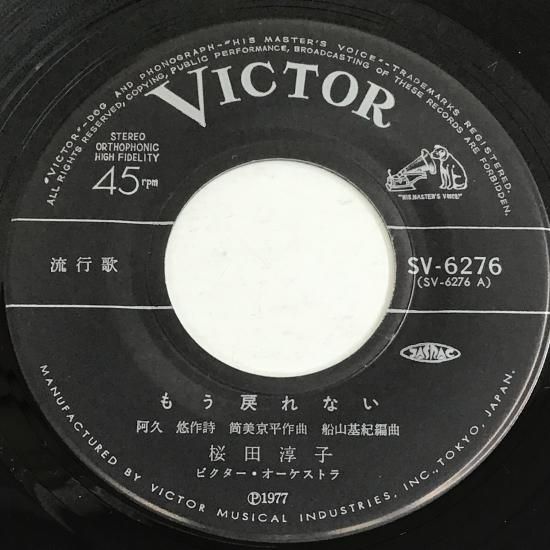 "VICTOR"–DOG AND PHONOGRAPH–"HIS MASTER'S VOICE"–TRADEMARKS REGISTERED.
ALL RIGHTS RESERVED, COPYING, PUBLIC PERFORMANCE, BROADCASTING OF THESE RECORDS ARE FORBIDDEN.
VICTOR
STEREO
ORTHOPHONIC
HIGH FIDELITY
45 rpm
"HIS MASTER'S VOICE"
流行歌
SV-6276
(SV-6276 A)
JASRAC
もう戻れない
阿久 悠作詩 筒美京平作曲 船山基紀編曲
桜田淳子
ビクター・オーケストラ
Ⓟ1977
MANUFACTURED BY VICTOR MUSICAL INDUSTRIES, INC., TOKYO, JAPAN.